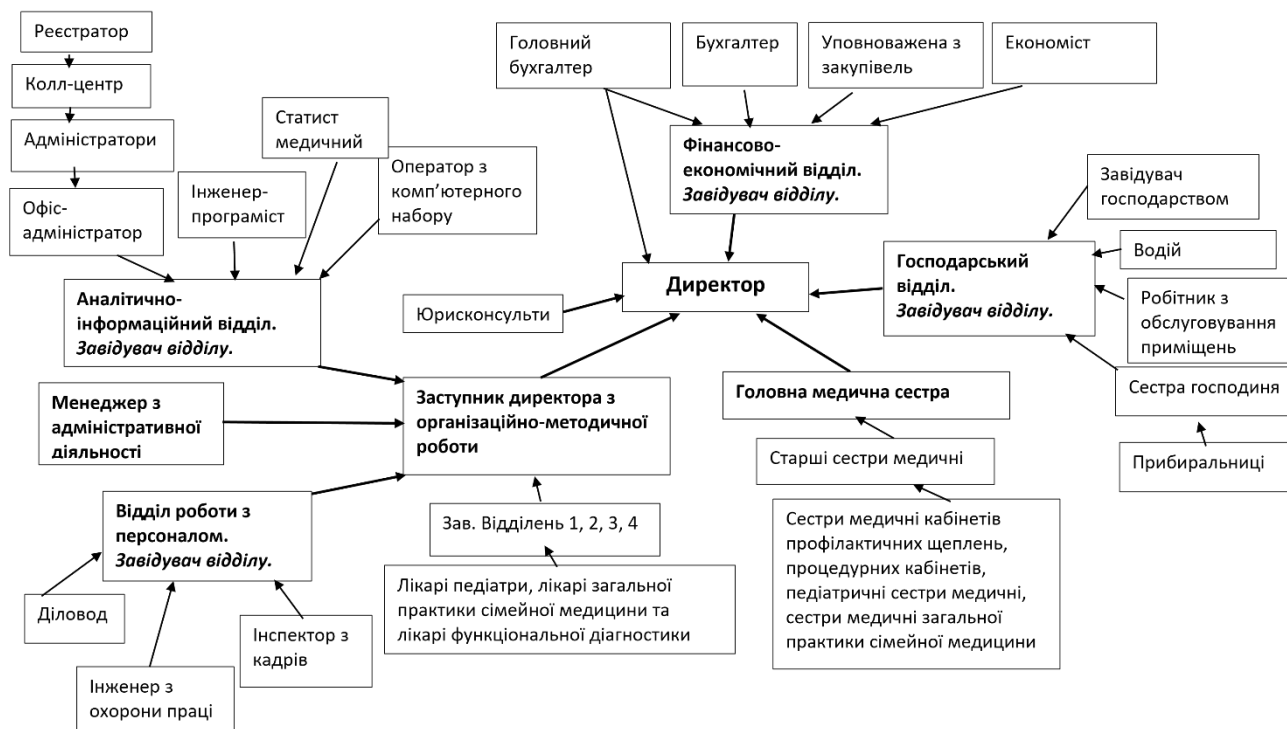 Реєстратор
Колл-центр
Адміністратори
Офіс-
адміністратор
Інженер-
програміст
Статист
медичний
Оператор з
комп’ютерного
набору
Аналітично-
інформаційний відділ.
Завідувач відділу.
Головний
бухгалтер
Бухгалтер
Уповноважена з
закупівель
Економіст
Фінансово-
економічний відділ.
Завідувач відділу.
Завідувач
господарством
Водій
Робітник з
обслуговування
приміщень
Сестра господиня
Прибиральниці
Господарський
відділ.
Завідувач відділу.
Директор
Юрисконсульти
Менеджер з
адміністративної
діяльності
Заступник директора з
організаційно-методичної
роботи
Головна медична сестра
Старші сестри медичні
Сестри медичні кабінетів
профілактичних щеплень,
процедурних кабінетів,
педіатричні сестри медичні,
сестри медичні загальної
практики сімейної медицини
Відділ роботи з
персоналом.
Завідувач відділу.
Зав. Відділень 1, 2, 3, 4
Лікарі педіатри, лікарі загальної
практики сімейної медицини та
лікарі функціональної діагностики
Діловод
Інженер з
охорони праці
Інспектор з
кадрів